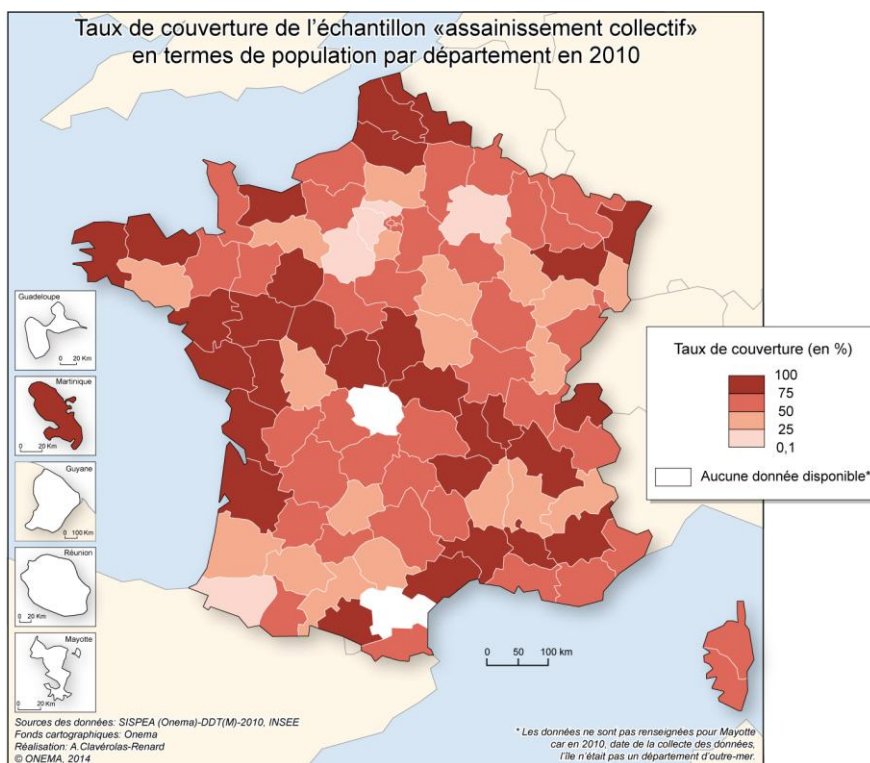 Taux de couverture de l'échantillon «assainissement collectif»
en termes de population par département en 2010
Guadeloupe
0 20 Km
Martinique
0 20 Km
Guyane
0 100 Km
Réunion
0 20 Km
Mayotte
0 20 Km
Taux de couverture (en %)
100
75
50
25
0,1
Aucune donnée disponible*
0 50 100 km
Sources des données: SISPEA (Onema)-DDT(M)-2010, INSEE
Fonds cartographiques: Onema
Réalisation: A.Clavérolas-Renard
© ONEMA, 2014
* Les données ne sont pas renseignées pour Mayotte
car en 2010, date de la collecte des données,
l'île n'était pas un département d'outre-mer.